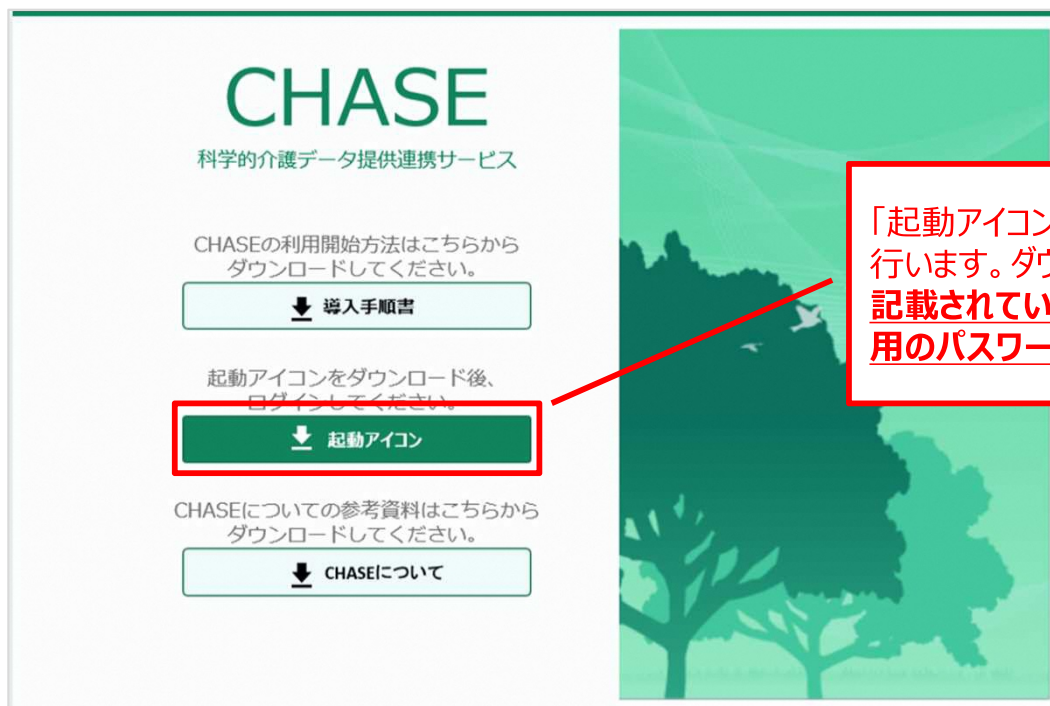 CHASE
科学的介護データ提供連携サービス
CHASEの利用開始方法はこちらから
ダウンロードしてください。
導入手順書
起動アイコンをダウンロード後、
ログインしてください。
起動アイコン
CHASEについての参考資料はこちらから
ダウンロードしてください。
CHASEについて
「起動アイコン
行います。ダウ
記載されてい
用のパスワー